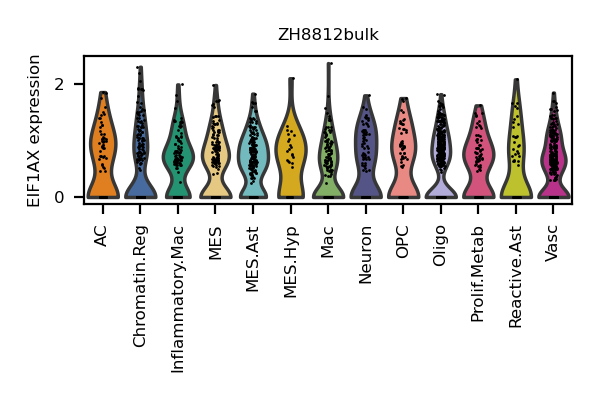 ZH8812bulk
EIF1AX expression
2
0
AC
Chromatin.Reg
Inflammatory.Mac
MES
MES.Ast
MES.Hyp
Mac
Neuron
OPC
Oligo
Prolif.Metab
Reactive.Ast
Vasc